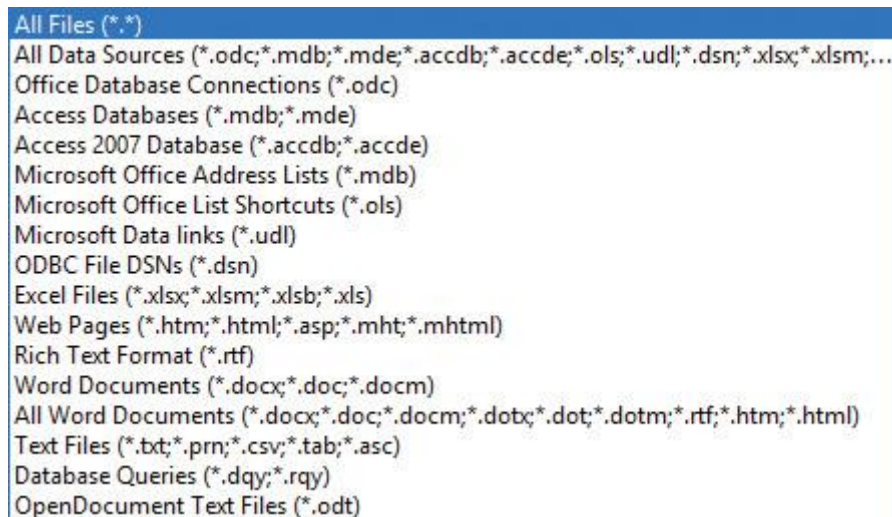 All Files (*.*)
All Data Sources (*.odc;*.mdb;*.mde;*.accdb;*.accde;*.ols;*.udl;*.dsn;*.xlsx;*.xlsm;...
Office Database Connections (*.odc)
Access Databases (*.mdb;*.mde)
Access 2007 Database (*.accdb;*.accde)
Microsoft Office Address Lists (*.mdb)
Microsoft Office List Shortcuts (*.ols)
Microsoft Data links (*.udl)
ODBC File DSNs (*.dsn)
Excel Files (*.xlsx;*.xlsm;*.xlsb;*.xls)
Web Pages (*.htm;*.html;*.asp;*.mht;*.mhtml)
Rich Text Format (*.rtf)
Word Documents (*.docx;*.doc;*.docm)
All Word Documents (*.docx;*.doc;*.docm;*.dotx;*.dot;*.dotm;*.rtf;*.htm;*.html)
Text Files (*.txt;*.prn;*.csv;*.tab;*.asc)
Database Queries (*.dqy;*.rqy)
OpenDocument Text Files (*.odt)